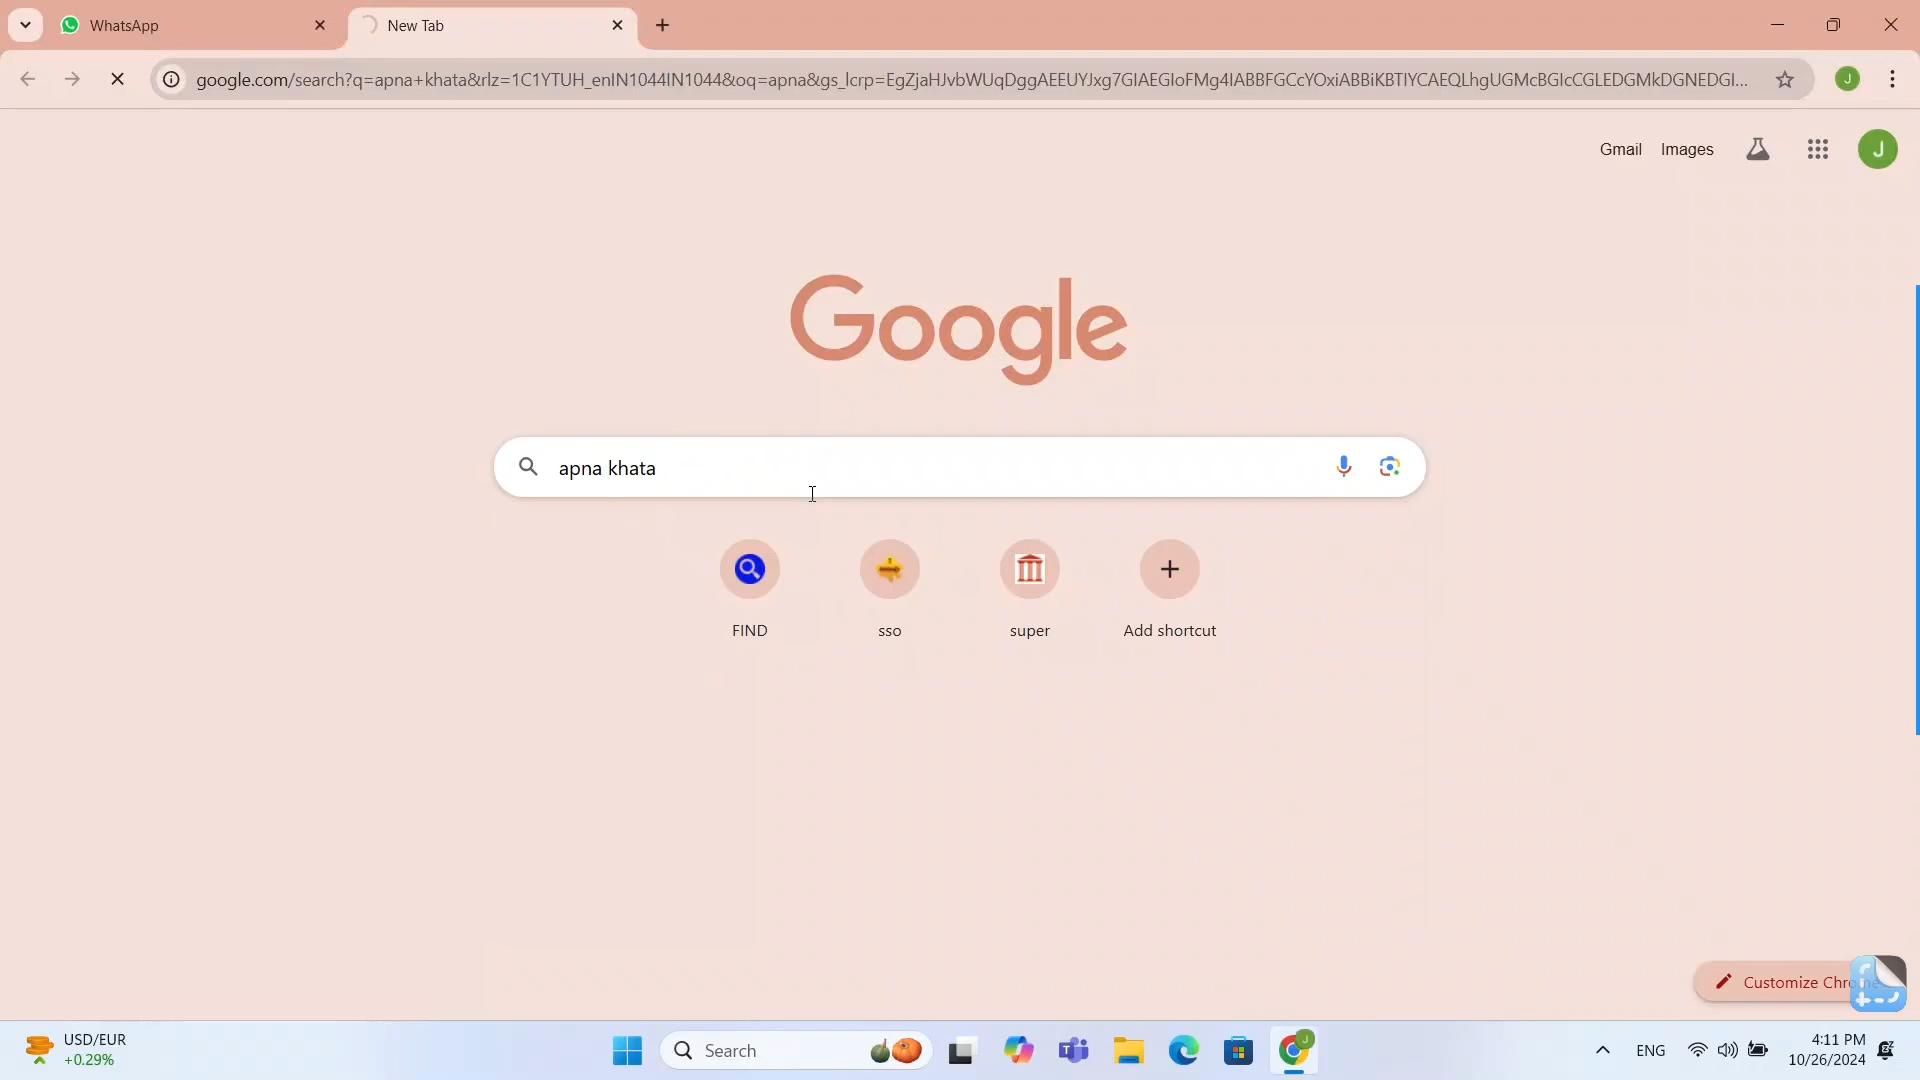 WhatsApp
New Tab
google.com/search?q=apna+khata&rlz=1C1YTUH_enIN1044IN1044&oq=apna&gs_lcrp=EgZjaHJvbWUqDggAEEUYJxg7GIAEGIoFMg4IABBFGCcYOxiABBiKBTIYCAEQLhgUGMcBGIcCGLEDGMkDGNEDGI...
J
Gmail Images
J
Google
apna khata
FIND sso super Add shortcut
Customize Chro
USD/EUR
+0.29%
Search
J
ENG
4:11 PM
10/26/2024